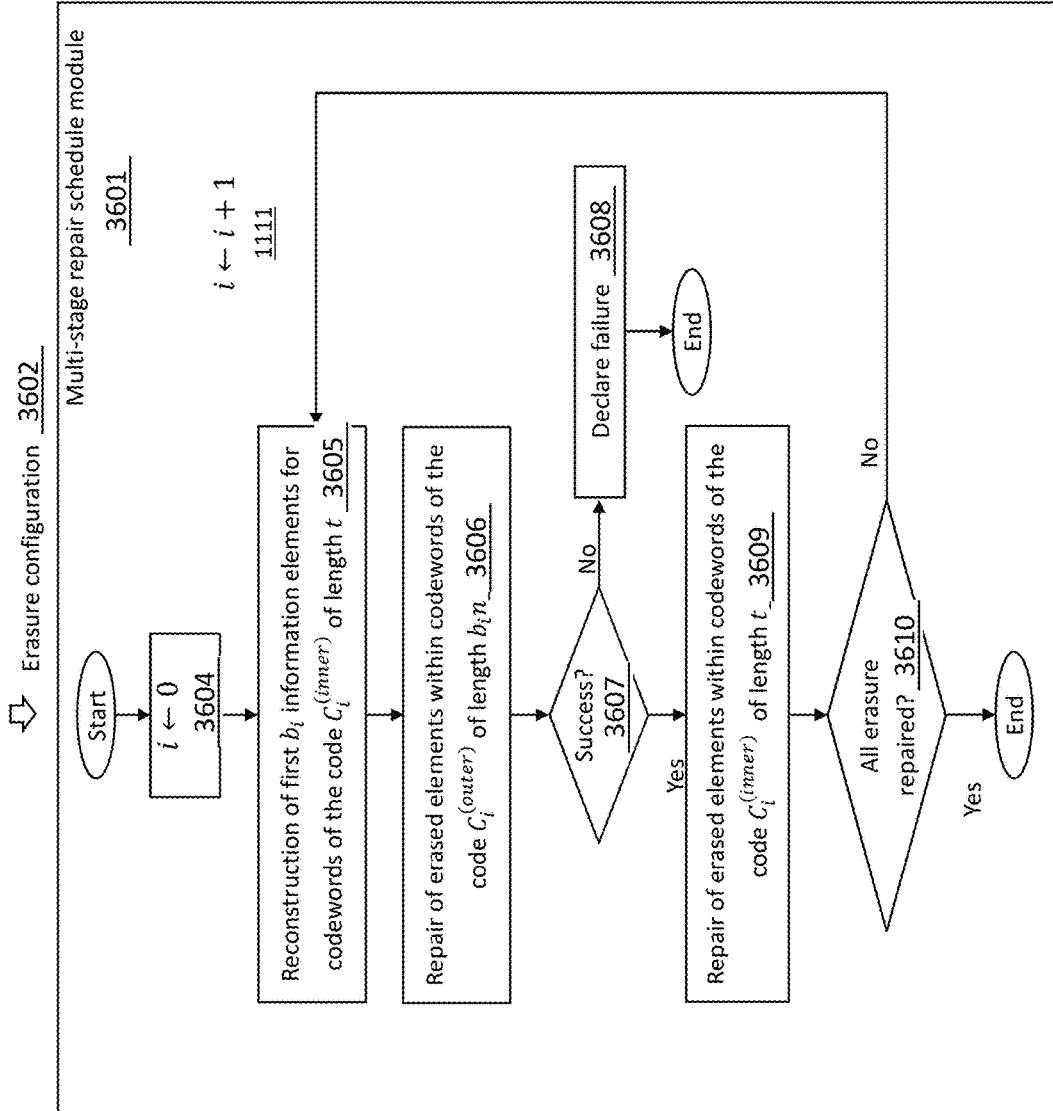 Erasure configuration 3602
Multi-stage repair schedule module
3601
Start
i ← 0
3604
i ← i + 1
1111
Reconstruction of first b_i information elements for
codewords of the code C_i^(inner) of length t 3605
Repair of erased elements within codewords of the
code C_i^(outer) of length b_i n 3606
Success?
3607
No
Declare failure 3608
End
Yes
Repair of erased elements within codewords of the
code C_i^(inner) of length t 3609
All erasure
repaired? 3610
No
Yes
End